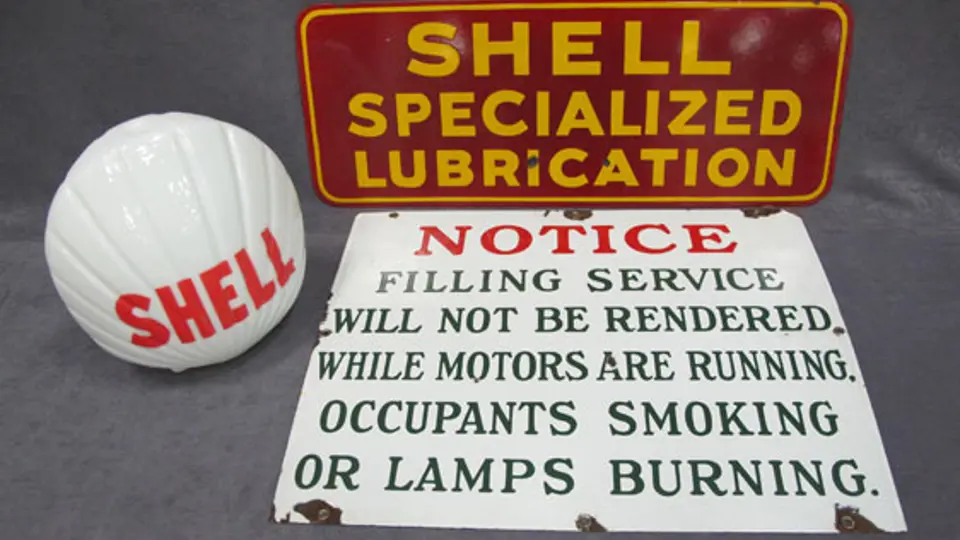 SHELL
SPECIALIZED
LUBRICATION
SHELL
NOTICE
FILLING SERVICE
WILL NOT BE RENDERED
WHILE MOTORS ARE RUNNING.
OCCUPANTS SMOKING
OR LAMPS BURNING.